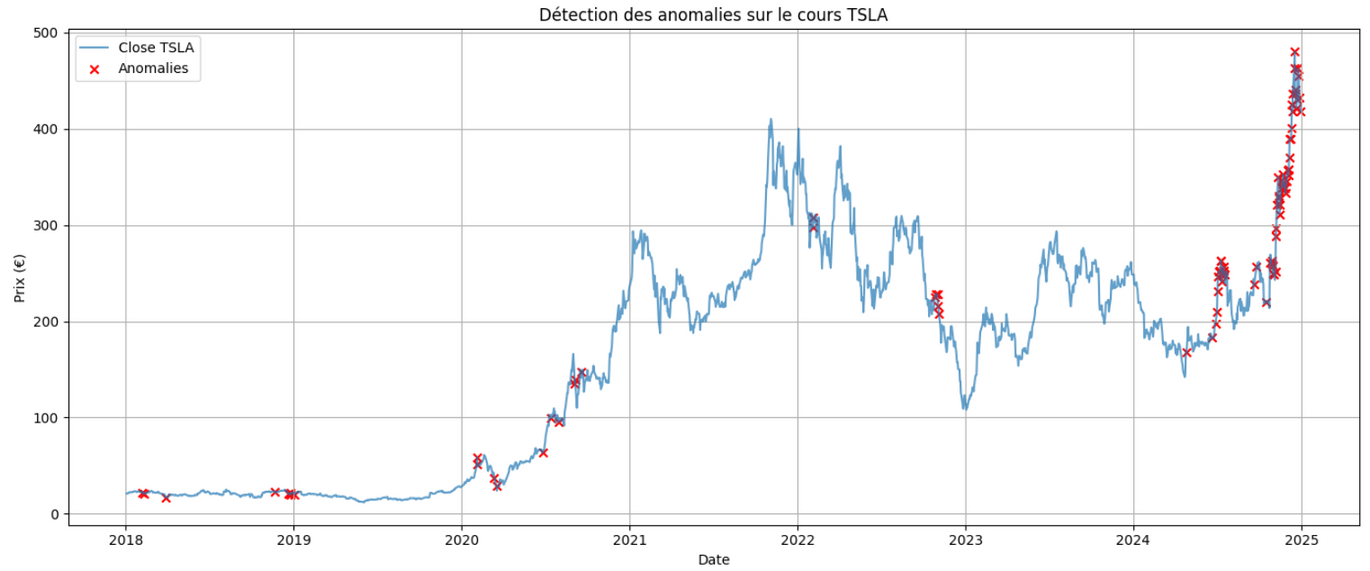 Détection des anomalies sur le cours TSLA
Close TSLA
Anomalies
Prix (€)
500
400
300
200
100
0
2018 2019 2020 2021 2022 2023 2024 2025
Date